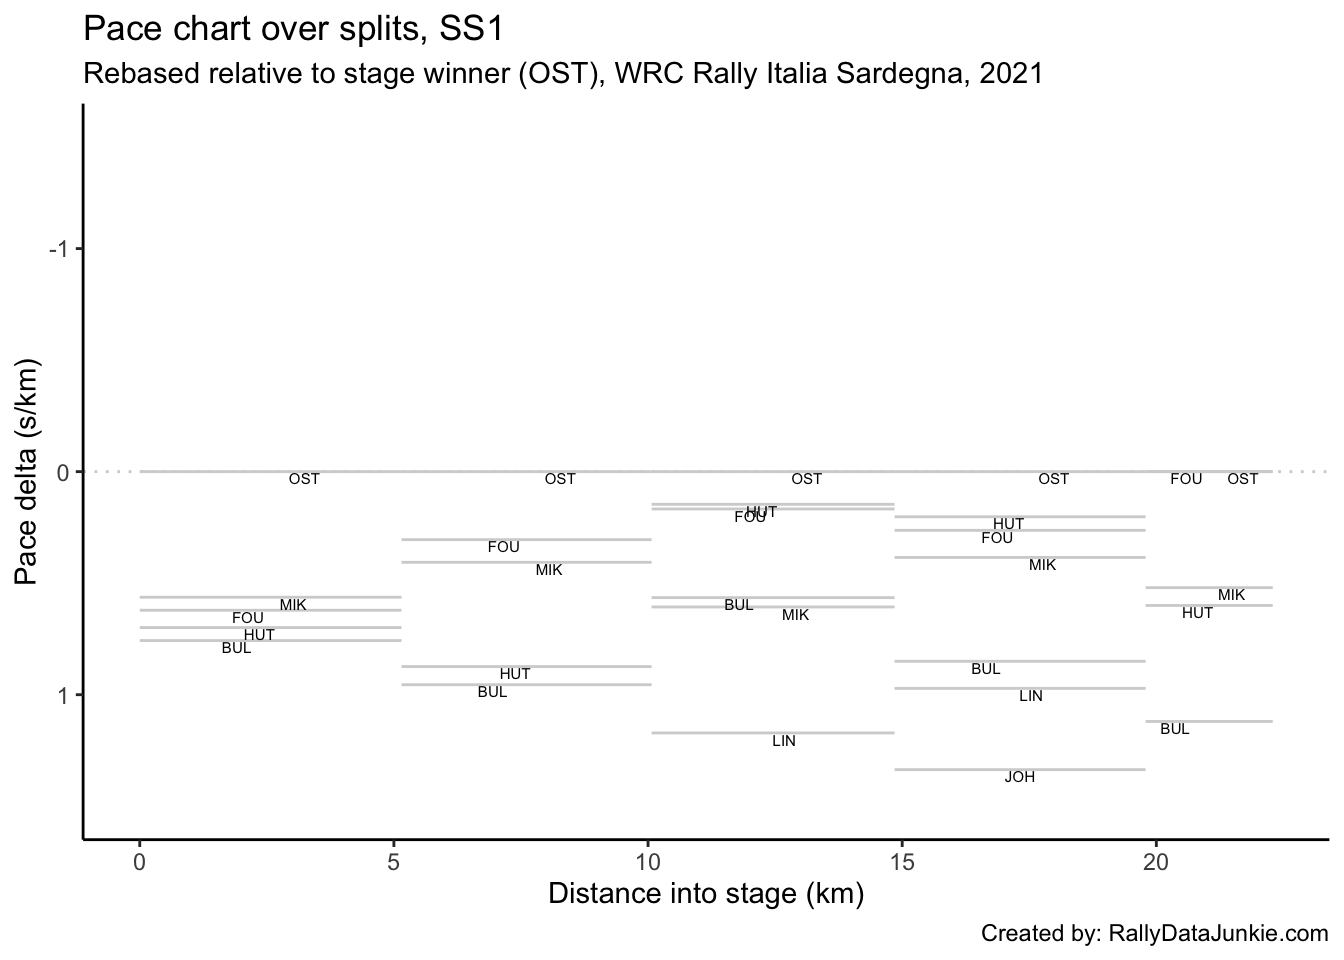 Pace chart over splits, SS1
Rebased relative to stage winner (OST), WRC Rally Italia Sardegna, 2021
Pace delta (s/km)
-1
0
1
OST
OST
OST
OST
FOU
OST
HUT
FOU
HUT
FOU
FOU
MIK
MIK
MIK
MIK
BUL
MIK
HUT
FOU
HUT
BUL
HUT
BUL
BUL
LIN
BUL
LIN
JOH
0
5
10
15
20
Distance into stage (km)
Created by: RallyDataJunkie.com